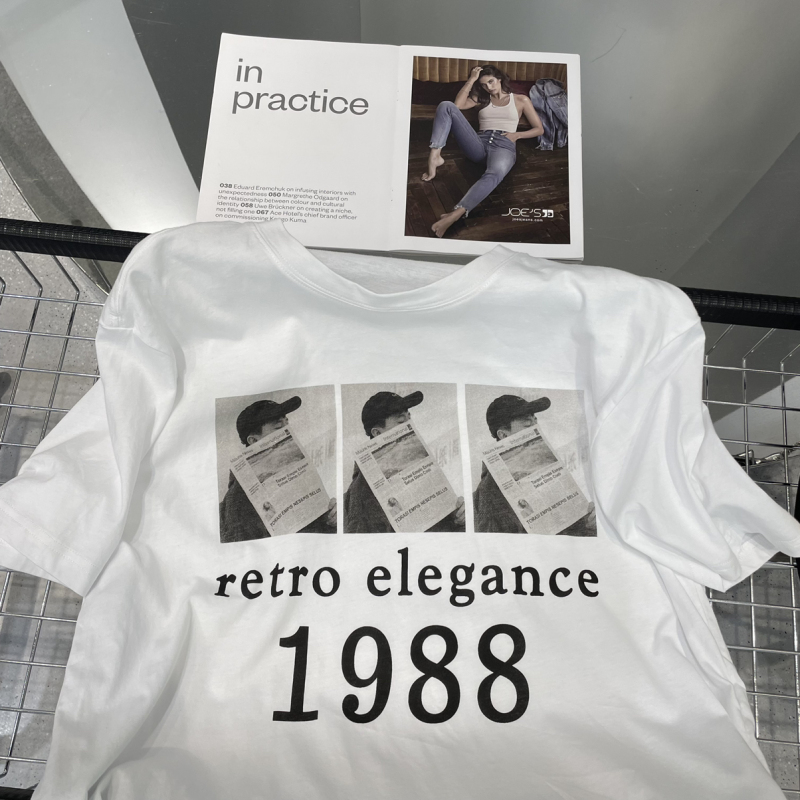 in
practice
038 Eduard Eremchuk on infusing interiors with
unexpectedness 050 Margrethe Odgaard on
the relationship between colour and cultural
identity 058 Uwe Brückner on creating a niche,
not filling one 067 Ace Hotel's chief brand officer
on commissioning Kengo Kuma.
JOE'S
JOESJEANS.COM
retro elegance
1988